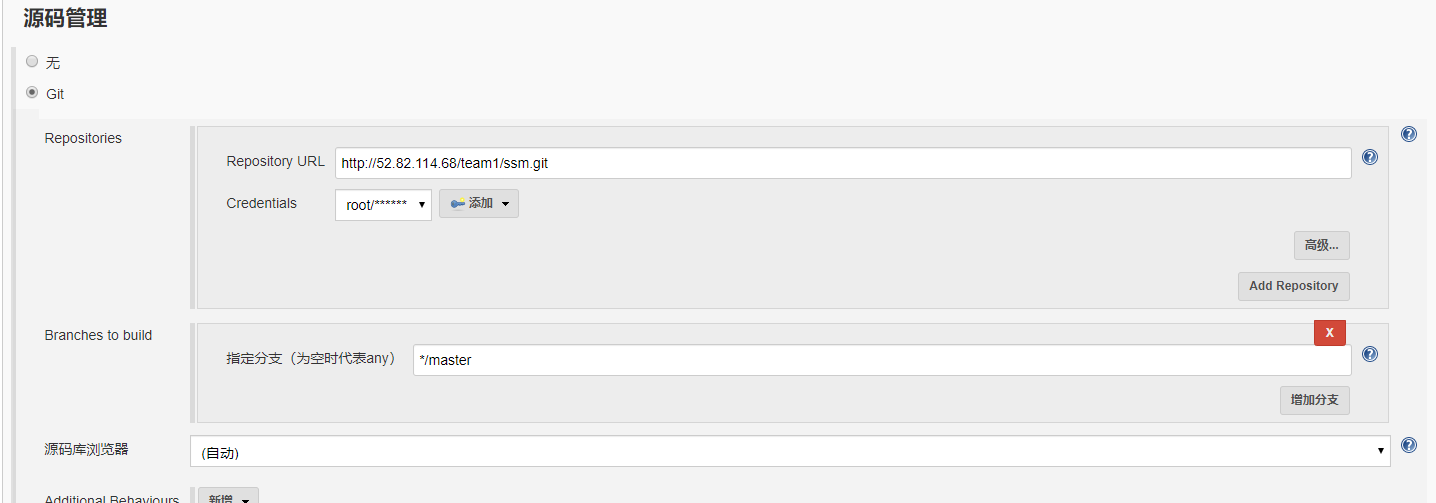 源码管理
无
Git
Repositories
Repository URL http://52.82.114.68/team1/ssm.git
Credentials root/****** 添加
高级...
Add Repository
Branches to build
X
指定分支（为空时代表any） */master
增加分支
源码库浏览器 (自动)
Additional Behaviours 新增